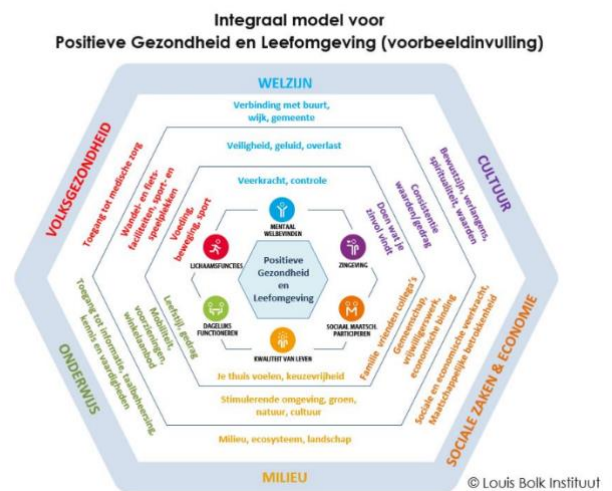 Integraal model voor
Positieve Gezondheid en Leefomgeving (voorbeeldinvulling)
WELZIJN
Verbinding met buurt,
wijk, gemeente
Veiligheid, geluid, overlast
Veerkracht, controle
MENTAAL
WELBEVINDEN
CULTUUR
Bewustzijn, verlangen,
spiritualiteit, waarden
Consistentie
waarden/gedrag
Doen wat je
zinvol vindt
ZINGEVING
SOCIALE ZAKEN & ECONOMIE
Sociale en economische veerkracht,
Maatschappelijke betrokkenheid
Gemeenschap,
vrijwilligerswerk,
economische binding
Familie vrienden collega's
SOCIAAL MAATSCH.
PARTICIPEREN
KWALITEIT VAN LEVEN
Je thuis voelen, keuzevrijheid
Stimulerende omgeving, groen,
natuur, cultuur
Milieu, ecosysteem, landschap
MILIEU
ONDERWIJS
Toegang tot informatie, taalbeheersing,
kennis en vaardigheden
Mobiliteit,
voorzieningen,
winkelaanbod
Leefstijl, gedrag
DAGELIJKS
FUNCTIONEREN
VOLKSGEZONDHEID
Toegang tot medische zorg
Wandel- en fiets-
faciliteiten, sport- en
speelplekken
Voeding,
beweging, sport
LICHAAMSFUNCTIES
Positieve
Gezondheid
en
Leefomgeving
© Louis Bolk Instituut